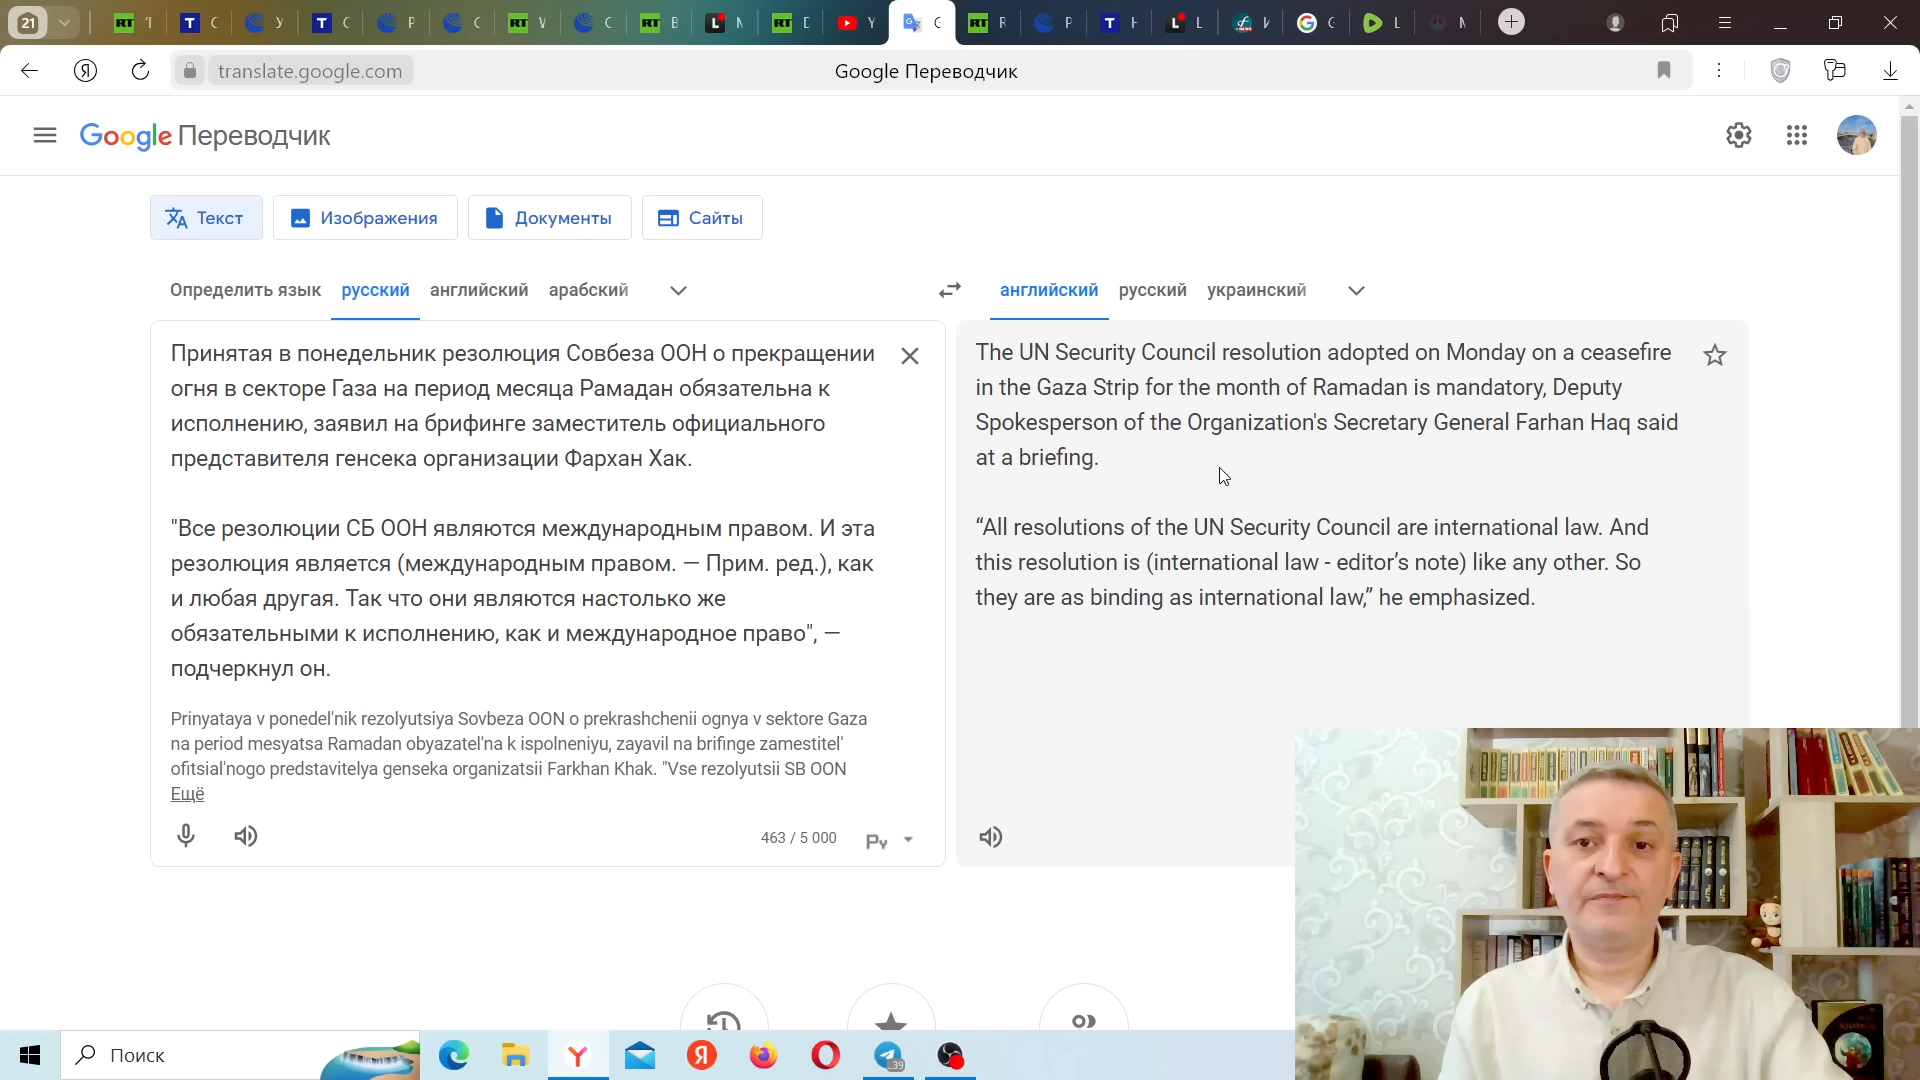 21
translate.google.com
Google Переводчик
Google Переводчик
Текст
Изображения
Документы
Сайты
Определить язык русский английский арабский
английский русский украинский
Принятая в понедельник резолюция Совбеза ООН о прекращении
огня в секторе Газа на период месяца Рамадан обязательна к
исполнению, заявил на брифинге заместитель официального
представителя генсека организации Фархан Хак.
"Все резолюции СБ ООН являются международным правом. И эта
резолюция является (международным правом. — Прим. ред.), как
и любая другая. Так что они являются настолько же
обязательными к исполнению, как и международное право", —
подчеркнул он.
Prinyataya v ponedel'nik rezolyutsiya Sovbeza OON o prekrashchenii ognya v sektore Gaza
na period mesyatsa Ramadan obyazatel'na k ispolneniyu, zayavil na brifinge zamestitel'
ofitsial'nogo predstavitelya genseka organizatsii Farkhan Khak. "Vse rezolyutsii SB OON
Ещё
463 / 5 000
The UN Security Council resolution adopted on Monday on a ceasefire
in the Gaza Strip for the month of Ramadan is mandatory, Deputy
Spokesperson of the Organization's Secretary General Farhan Haq said
at a briefing.
“All resolutions of the UN Security Council are international law. And
this resolution is (international law - editor’s note) like any other. So
they are as binding as international law,” he emphasized.
Поиск
39